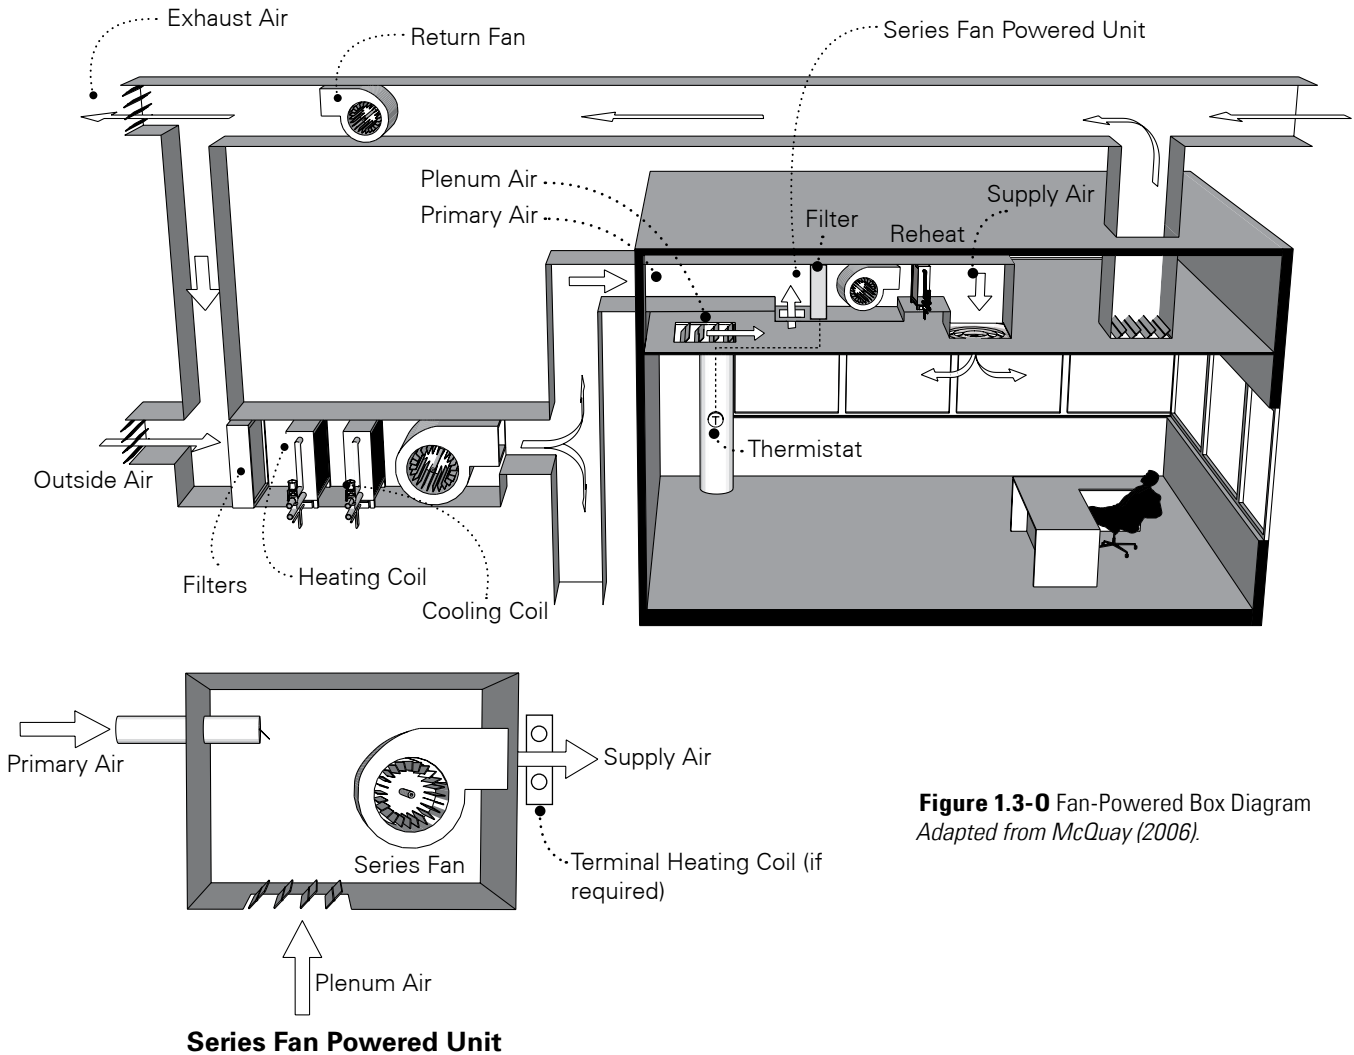 Exhaust Air
Return Fan
Series Fan Powered Unit
Plenum Air
Primary Air
Filter
Supply Air
Reheat
T
Thermistat
Outside Air
Filters
Heating Coil
Cooling Coil
Primary Air
Supply Air
Series Fan
Terminal Heating Coil (if
required)
Plenum Air
Series Fan Powered Unit
Figure 1.3-O Fan-Powered Box Diagram
Adapted from McQuay (2006).